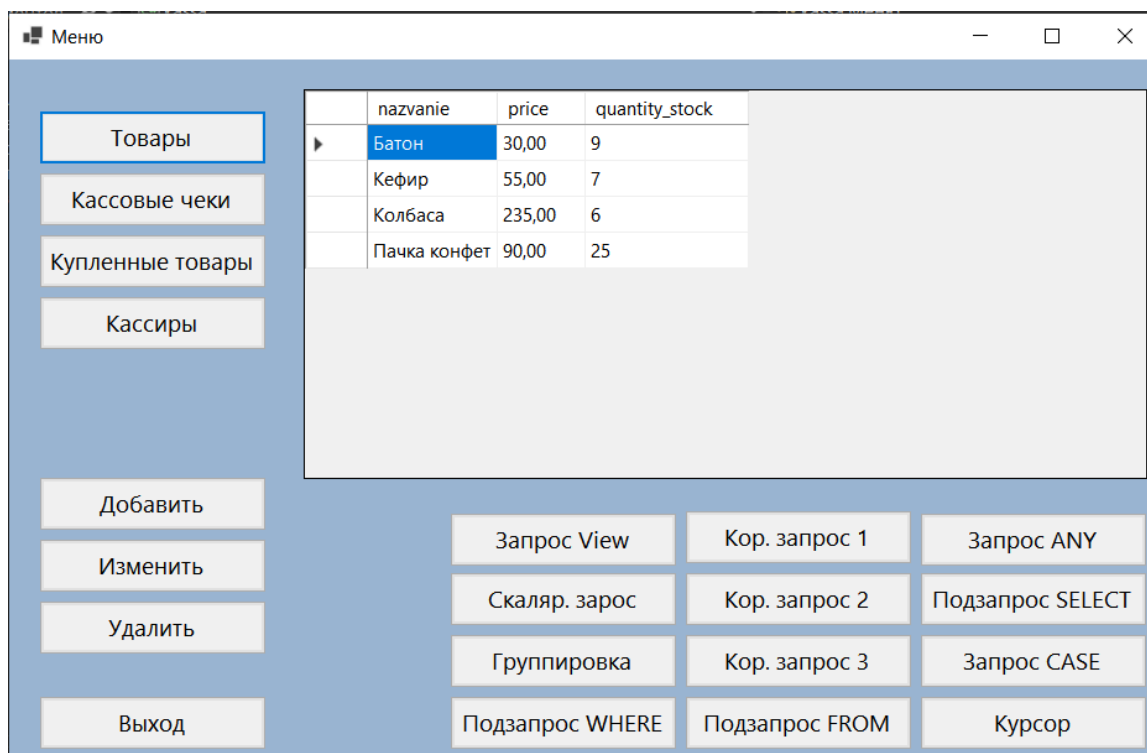 Меню
Товары
Кассовые чеки
Купленные товары
Кассиры
nazvanie price quantity_stock
Батон 30,00 9
Кефир 55,00 7
Колбаса 235,00 6
Пачка конфет 90,00 25
Добавить
Изменить
Удалить
Выход
Запрос View Кор. запрос 1 Запрос ANY
Скаляр. зарос Кор. запрос 2 Подзапрос SELECT
Группировка Кор. запрос 3 Запрос CASE
Подзапрос WHERE Подзапрос FROM Курсор